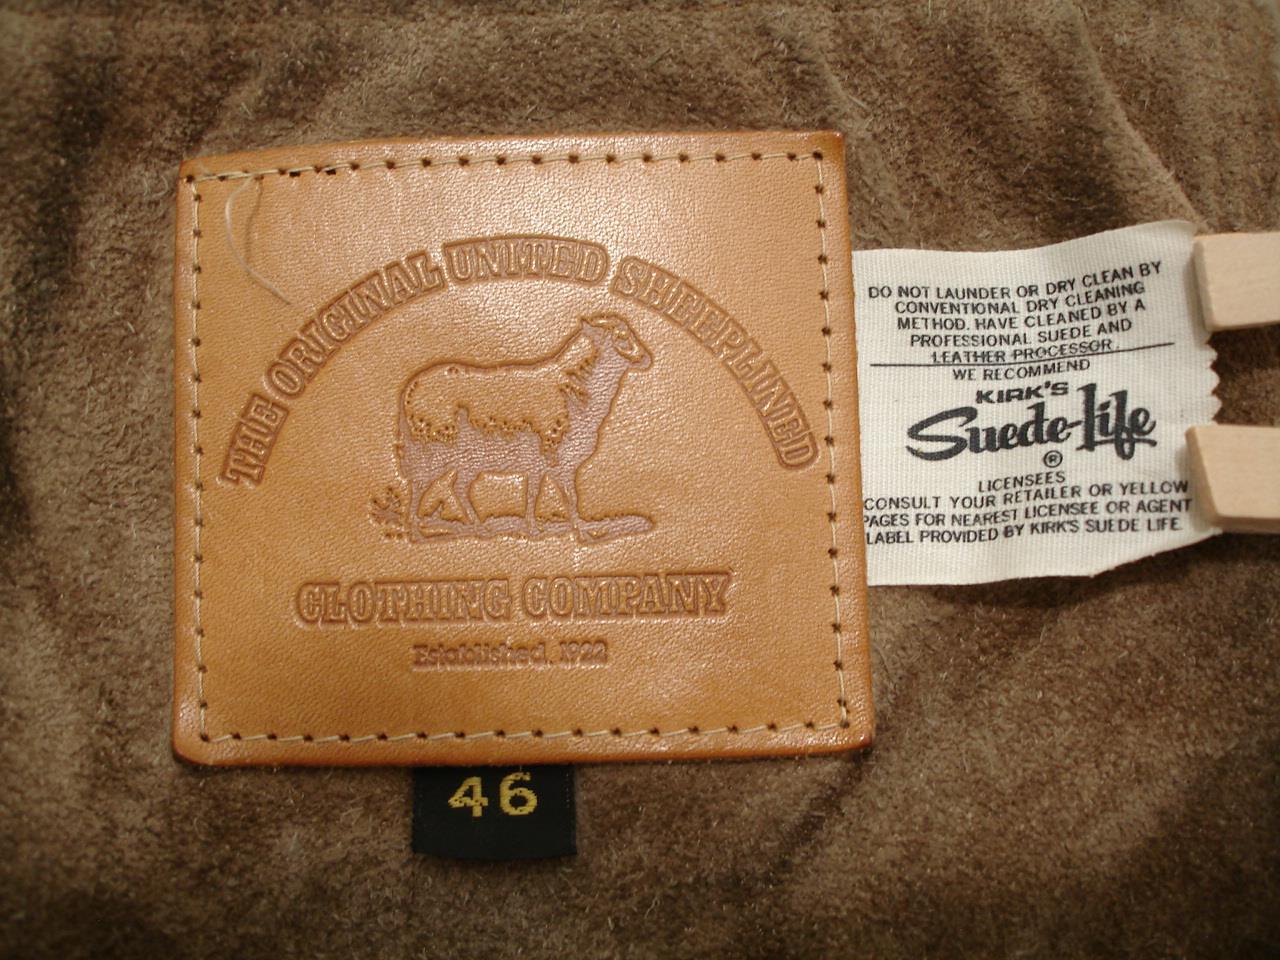 THE ORIGINAL UNITED SHEEPLINED
CLOTHING COMPANY
Established. 1922
46
DO NOT LAUNDER OR DRY CLEAN BY
CONVENTIONAL DRY CLEANING
METHOD. HAVE CLEANED BY A
PROFESSIONAL SUEDE AND
LEATHER PROCESSOR.
WE RECOMMEND
KIRK'S
Suede-Life
®
LICENSEES
CONSULT YOUR RETAILER OR YELLOW
PAGES FOR NEAREST LICENSEE OR AGENT
LABEL PROVIDED BY KIRK'S SUEDE LIFE.